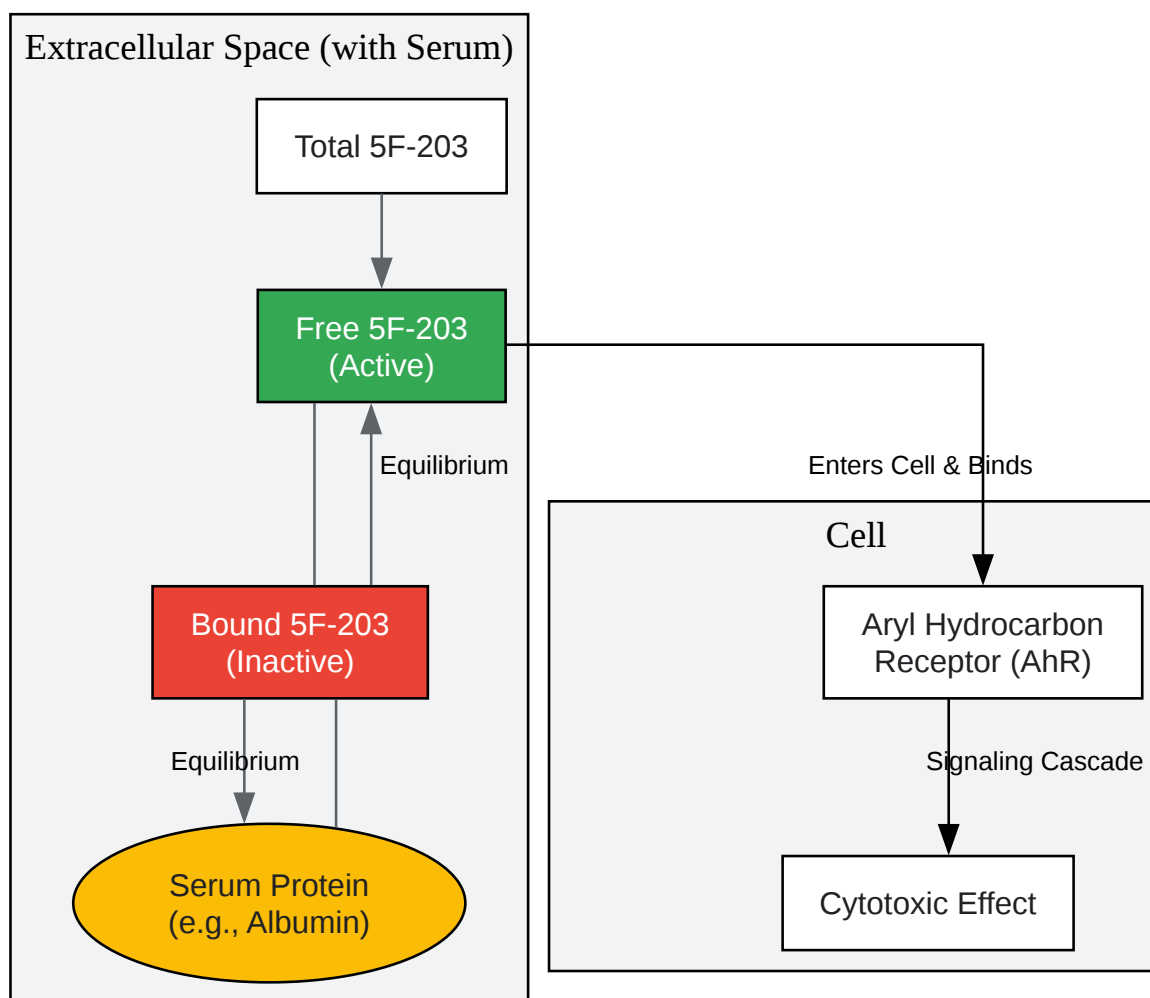 Extracellular Space (with Serum)
Total 5F-203
Free 5F-203
(Active)
Equilibrium
Enters Cell & Binds
Cell
Bound 5F-203
(Inactive)
Aryl Hydrocarbon
Receptor (AhR)
Equilibrium
Signaling Cascade
Serum Protein
(e.g., Albumin)
Cytotoxic Effect